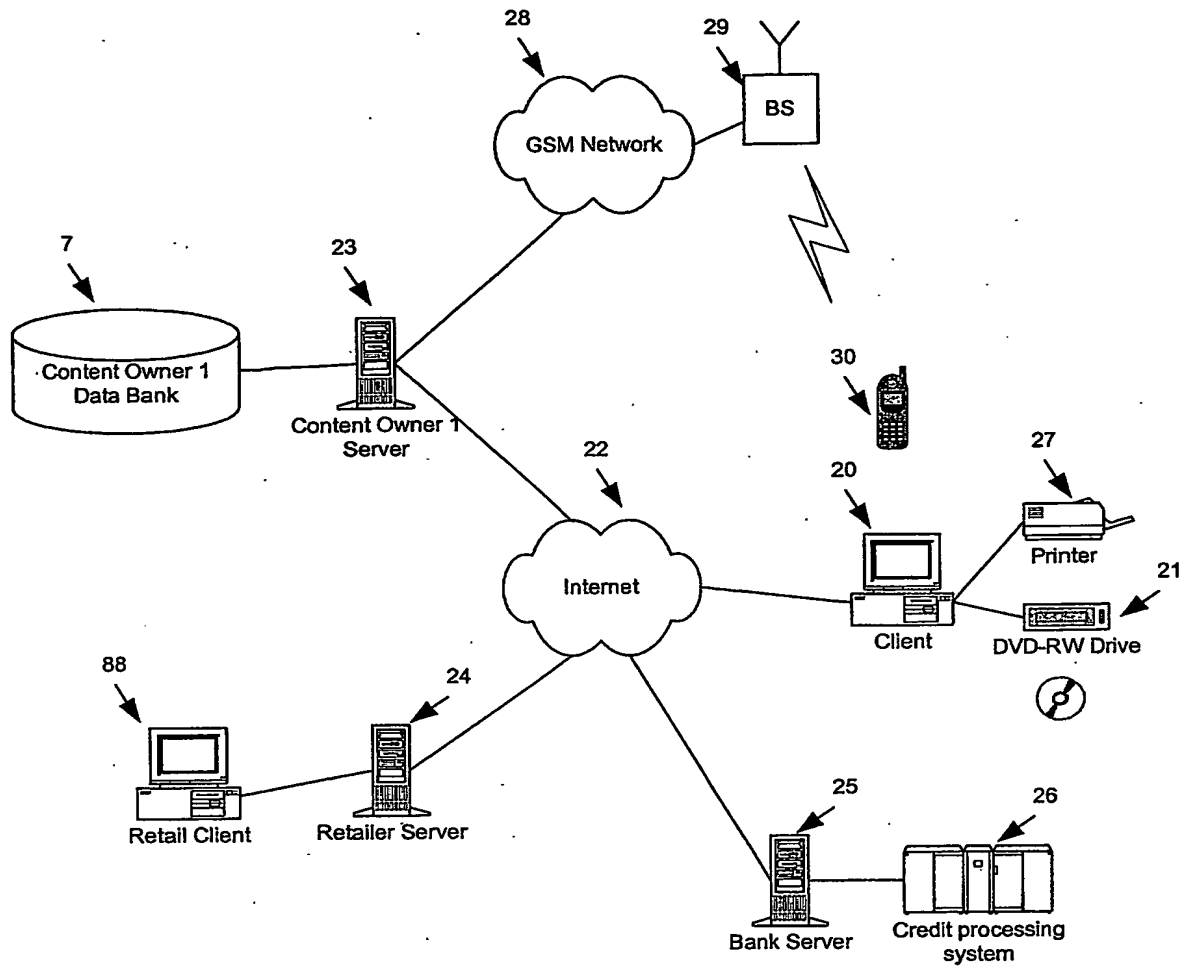 28
29
BS
GSM Network
7
23
Content Owner 1
Data Bank
Content Owner 1
Server
30
22
20
27
Printer
21
Internet
Client
DVD-RW Drive
88
24
Retail Client
Retailer Server
25
26
Bank Server
Credit processing
system